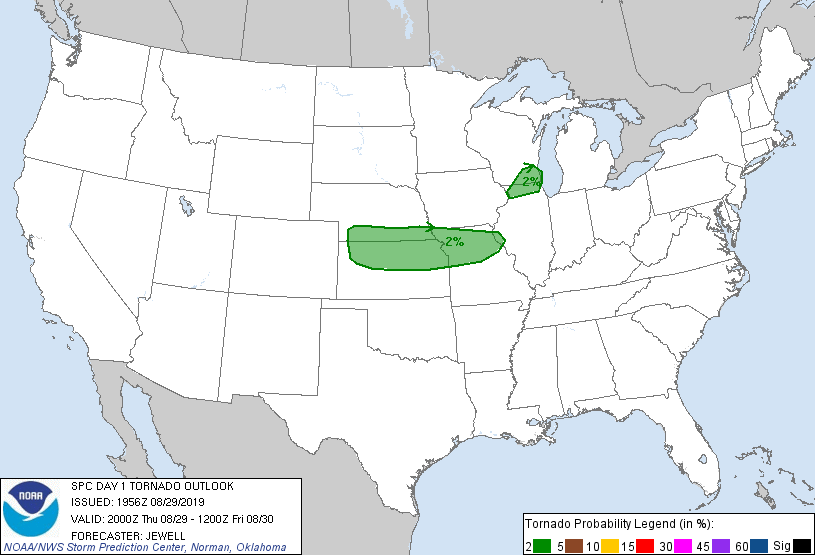 2%
2%
NOAA
SPC DAY 1 TORNADO OUTLOOK
ISSUED: 1956Z 08/29/2019
VALID: 2000Z Thu 08/29 - 1200Z Fri 08/30
FORECASTER: JEWELL
NOAA/NWS Storm Prediction Center, Norman, Oklahoma
Tornado Probability Legend (in %):
2 5 10 15 30 45 60 Sig